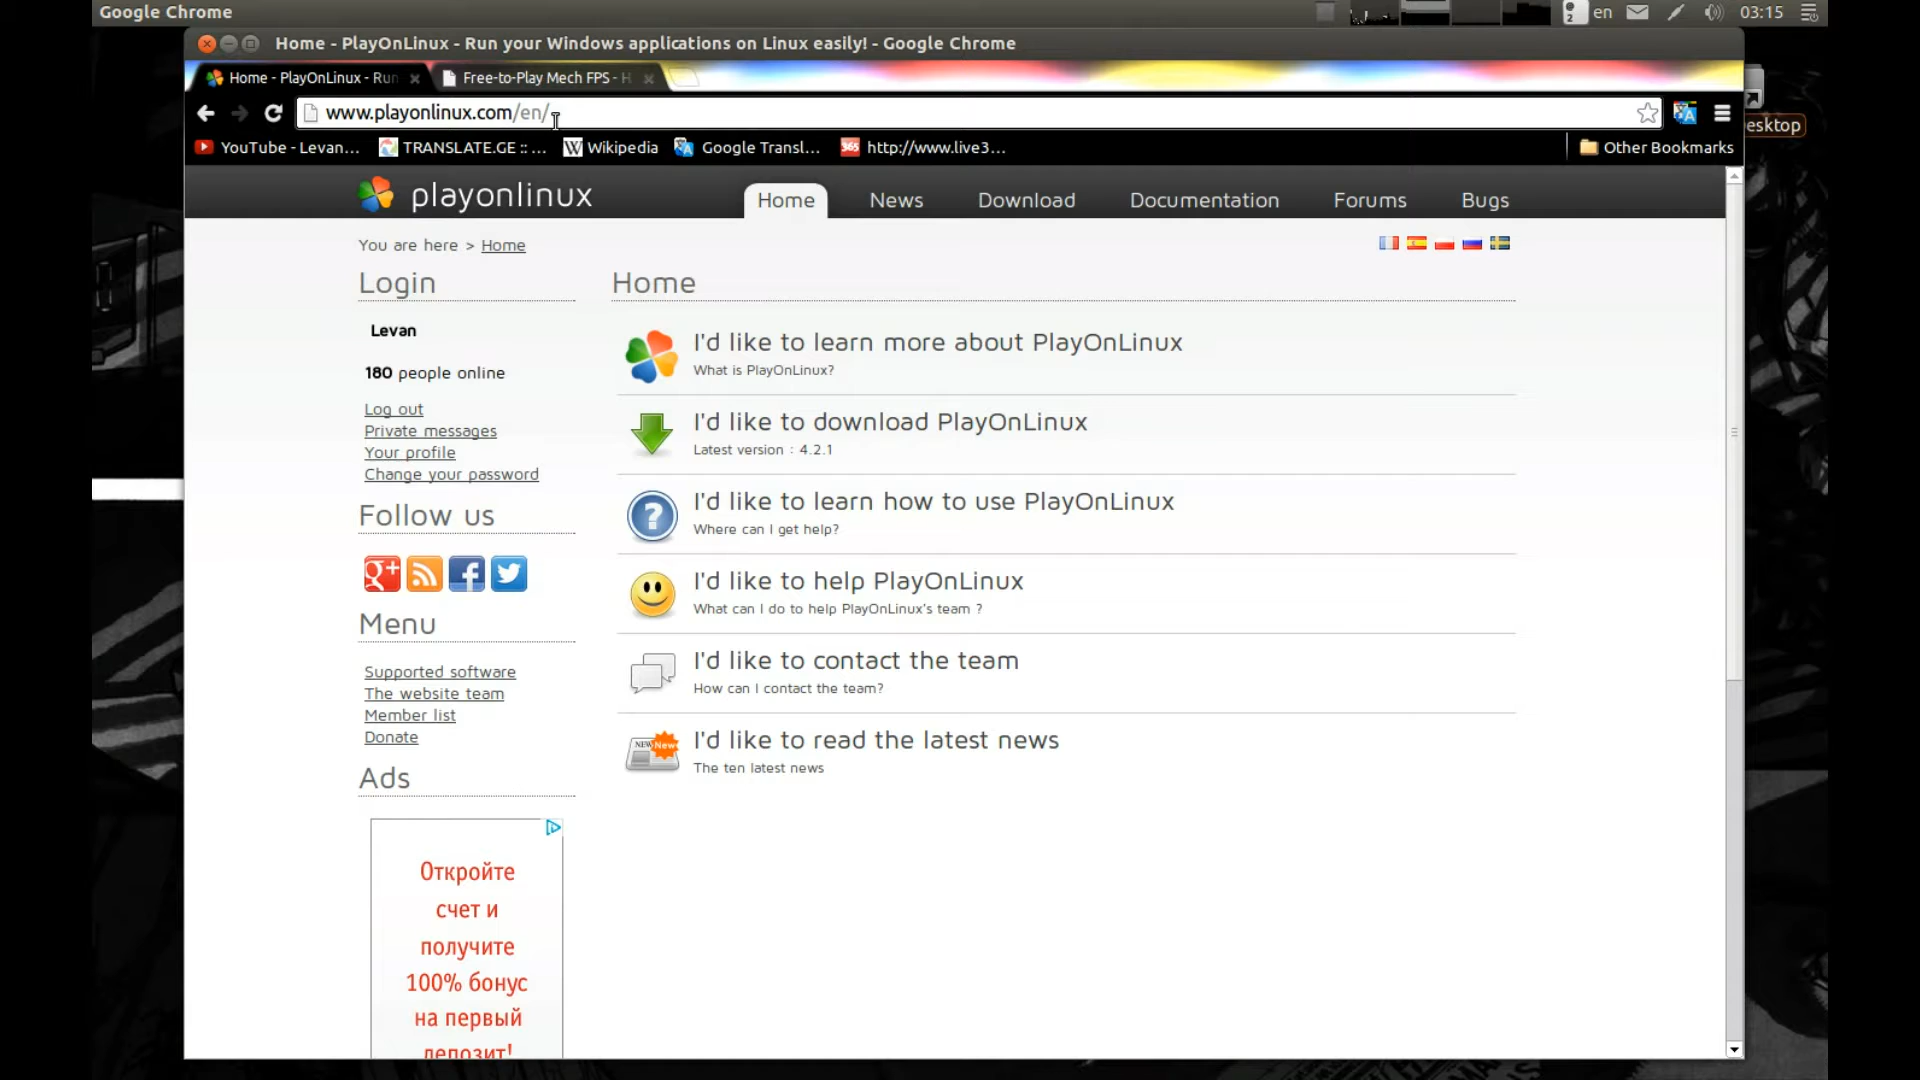 Google Chrome
en
03:15
Home - PlayOnLinux - Run your Windows applications on Linux easily! - Google Chrome
Home - PlayOnLinux - Run
Free-to-Play Mech FPS - H
www.playonlinux.com/en/
esktop
YouTube - Levan...
TRANSLATE.GE :: ...
Wikipedia
Google Transl...
http://www.live3...
Other Bookmarks
playonlinux
Home
News
Download
Documentation
Forums
Bugs
You are here > Home
Login
Levan
180 people online
Log out
Private messages
Your profile
Change your password
Follow us
Menu
Supported software
The website team
Member list
Donate
Ads
Откройте
счет и
получите
100% бонус
на первый
депозит!
Home
I'd like to learn more about PlayOnLinux
What is PlayOnLinux?
I'd like to download PlayOnLinux
Latest version : 4.2.1
I'd like to learn how to use PlayOnLinux
Where can I get help?
I'd like to help PlayOnLinux
What can I do to help PlayOnLinux's team ?
I'd like to contact the team
How can I contact the team?
I'd like to read the latest news
The ten latest news